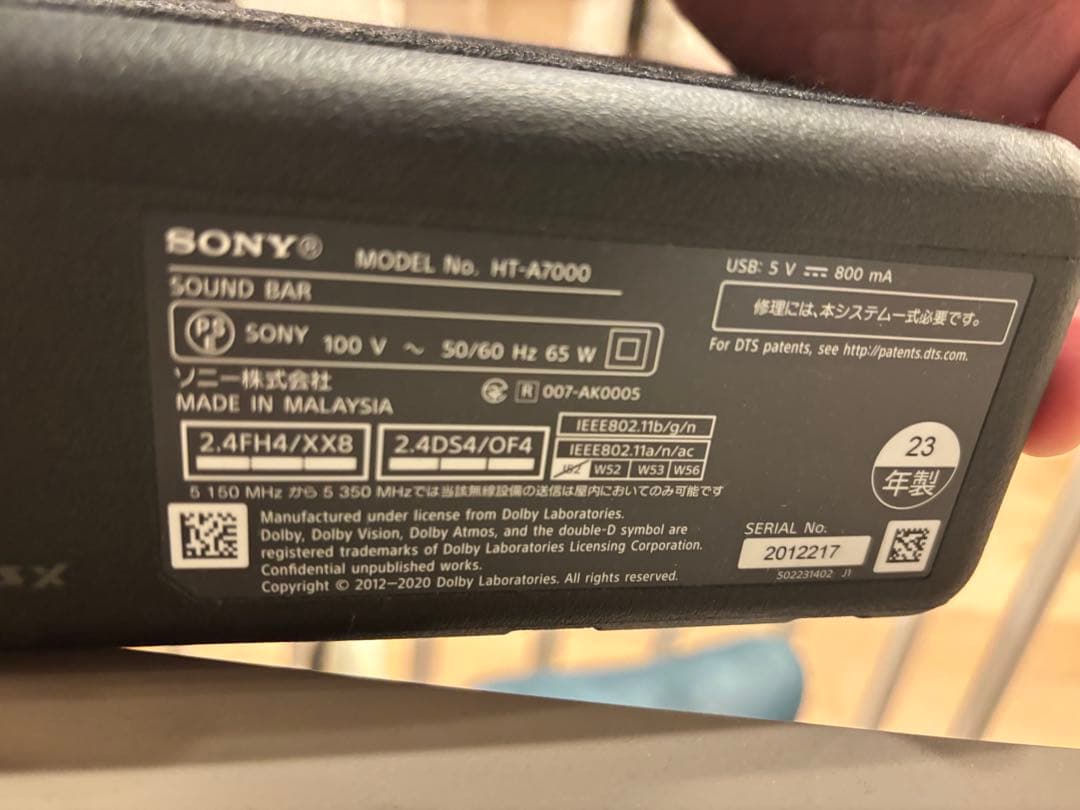 SONY® MODEL No. HT-A7000
SOUND BAR
PS E SONY 100 V ~ 50/60 Hz 65 W
ソニー株式会社
MADE IN MALAYSIA
R 007-AK0005
2.4FH4/XX8
2.4DS4/OF4
IEEE802.11b/g/n
IEEE802.11a/n/ac
J52 W52 W53 W56
5 150 MHz から 5 350 MHzでは当該無線設備の送信は屋内においてのみ可能です
Manufactured under license from Dolby Laboratories.
Dolby, Dolby Vision, Dolby Atmos, and the double-D symbol are
registered trademarks of Dolby Laboratories Licensing Corporation.
Confidential unpublished works.
Copyright © 2012–2020 Dolby Laboratories. All rights reserved.
USB: 5 V ⎓ 800 mA
修理には、本システム一式必要です。
For DTS patents, see http://patents.dts.com.
23
年製
SERIAL No.
2012217
502231402 J1